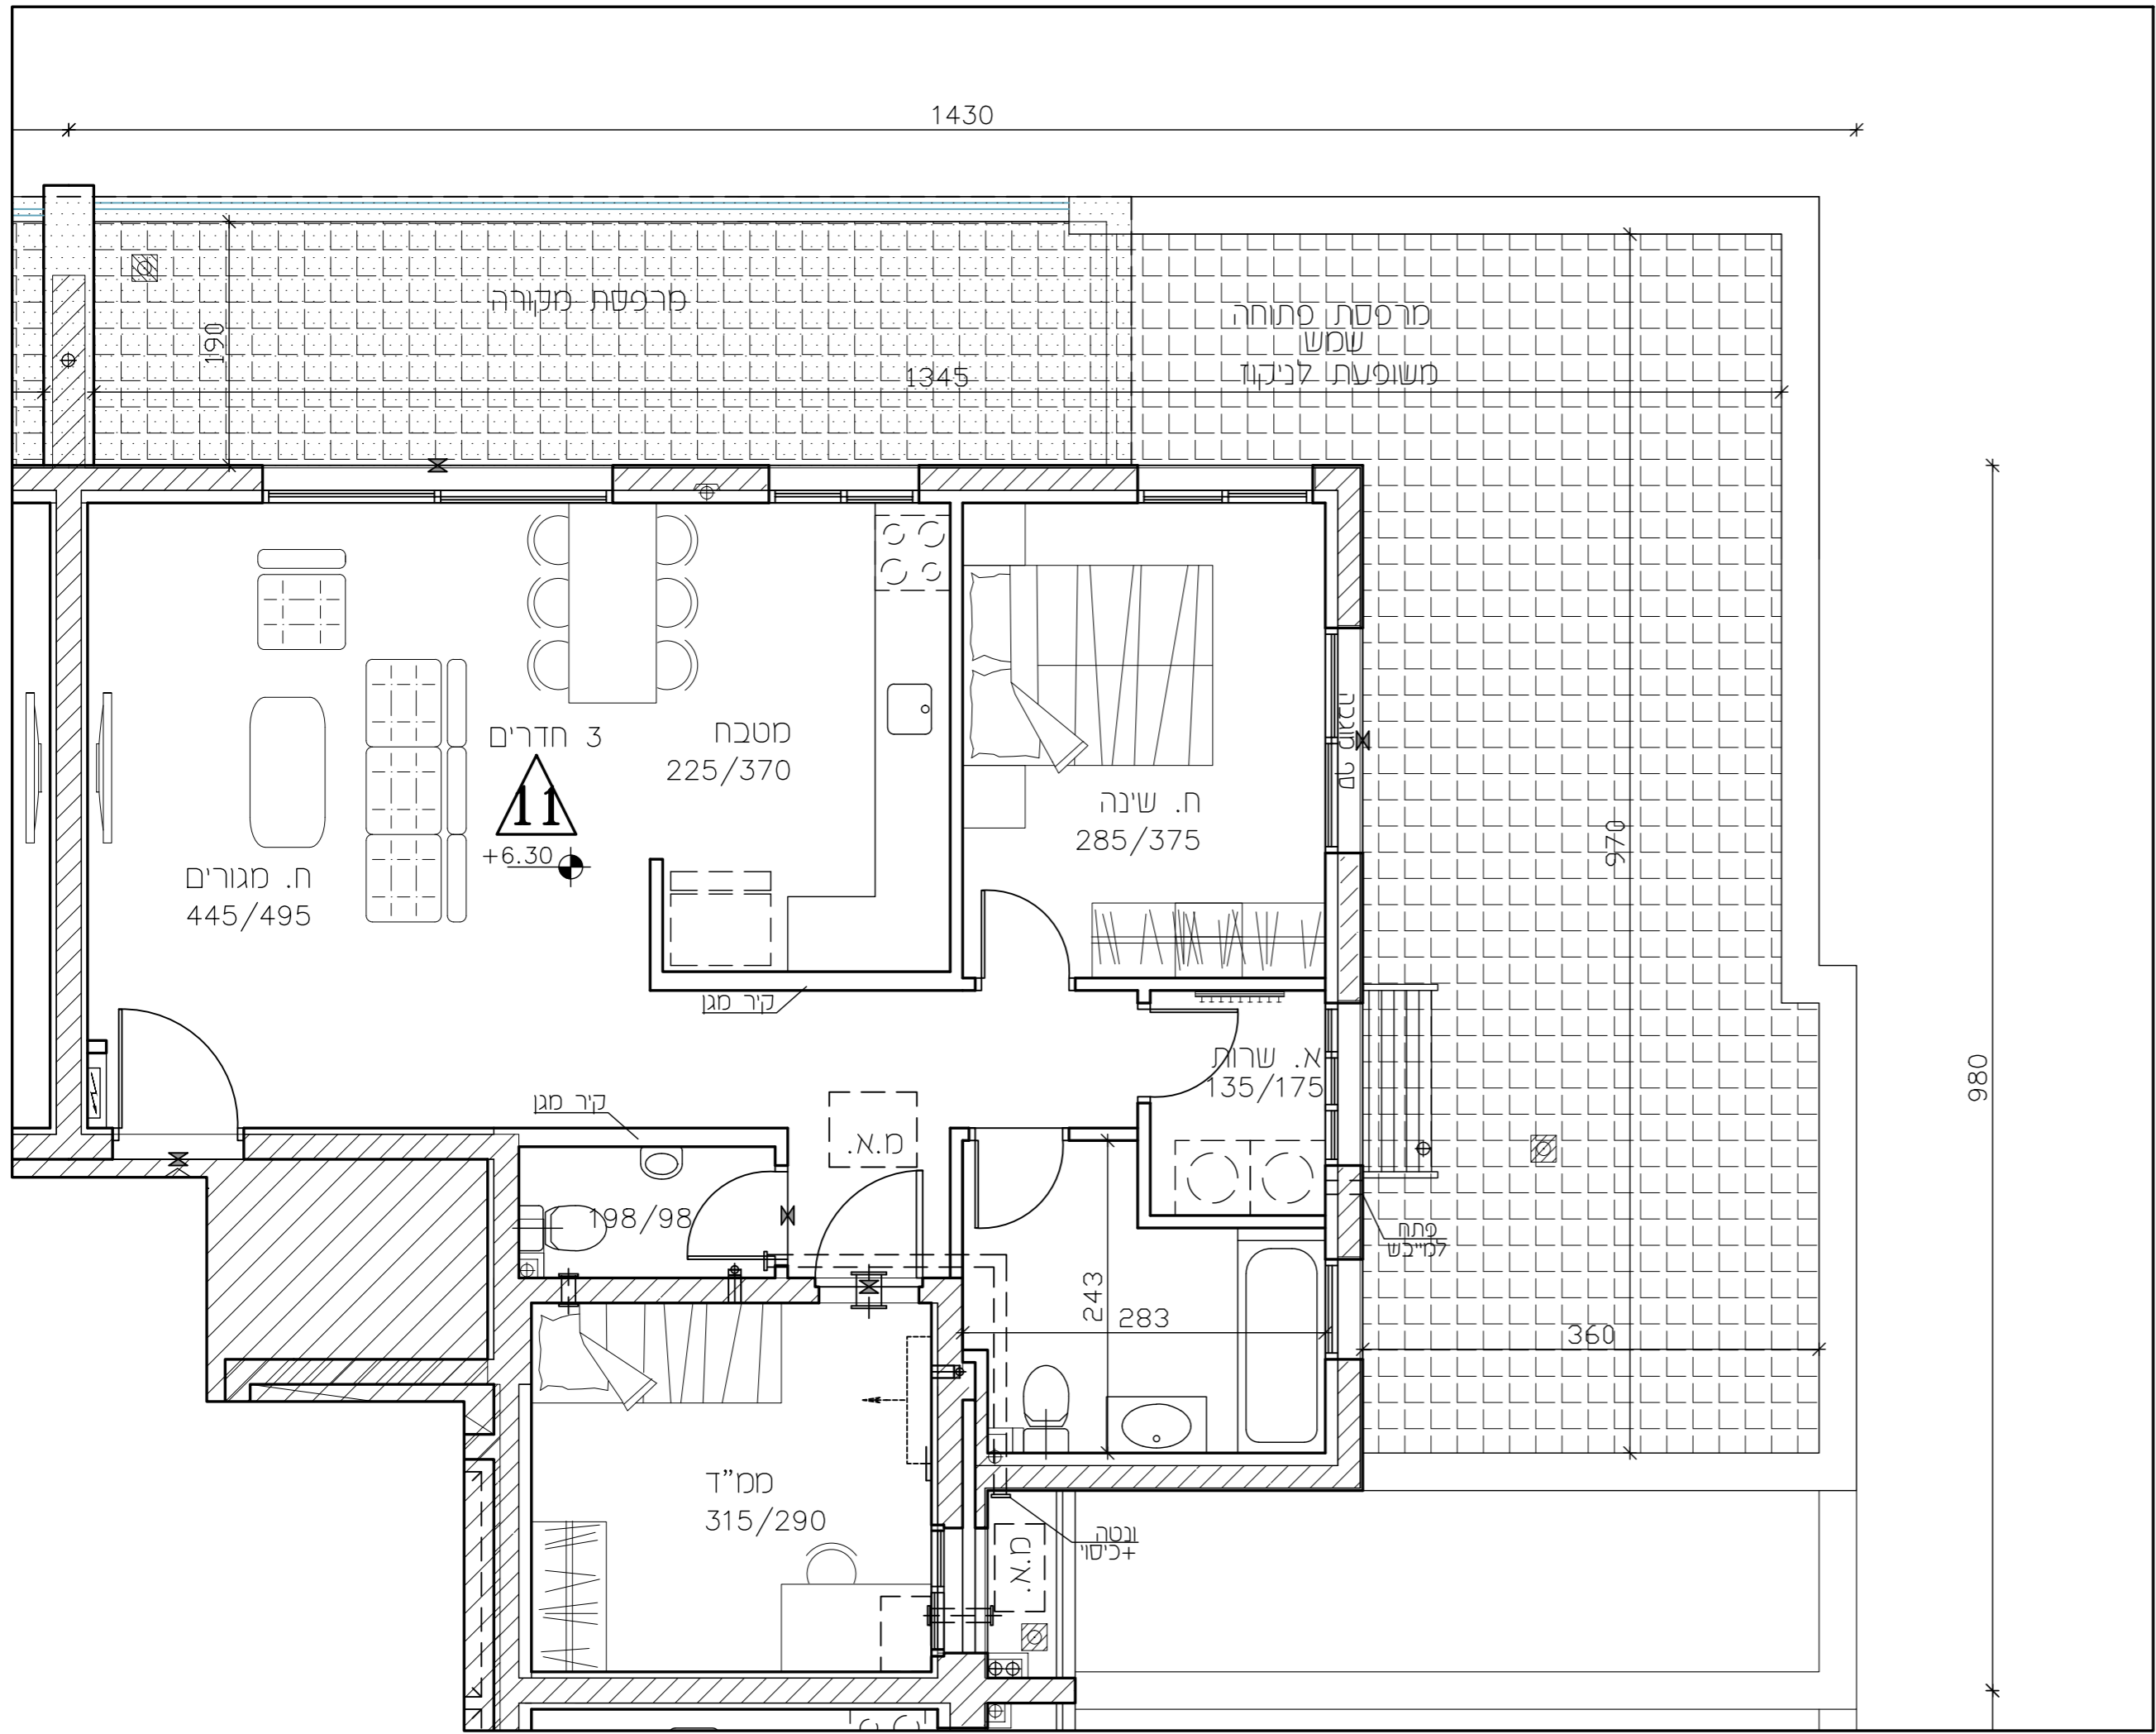 1430
מרפסת מקורה
מרפסת פתוחה
שמש
משופעת לניקוז
190
1345
3 חדרים
11
+6.30
מטבח
225/370
ח. שינה
285/375
ח. מגורים
445/495
970
980
קיר מגן
א. שרות
135/175
קיר מגן
מ.א.
198/98
פתח
למייבש
243
283
360
ממ"ד
315/290
ונטה
+כיסוי
מ.א.